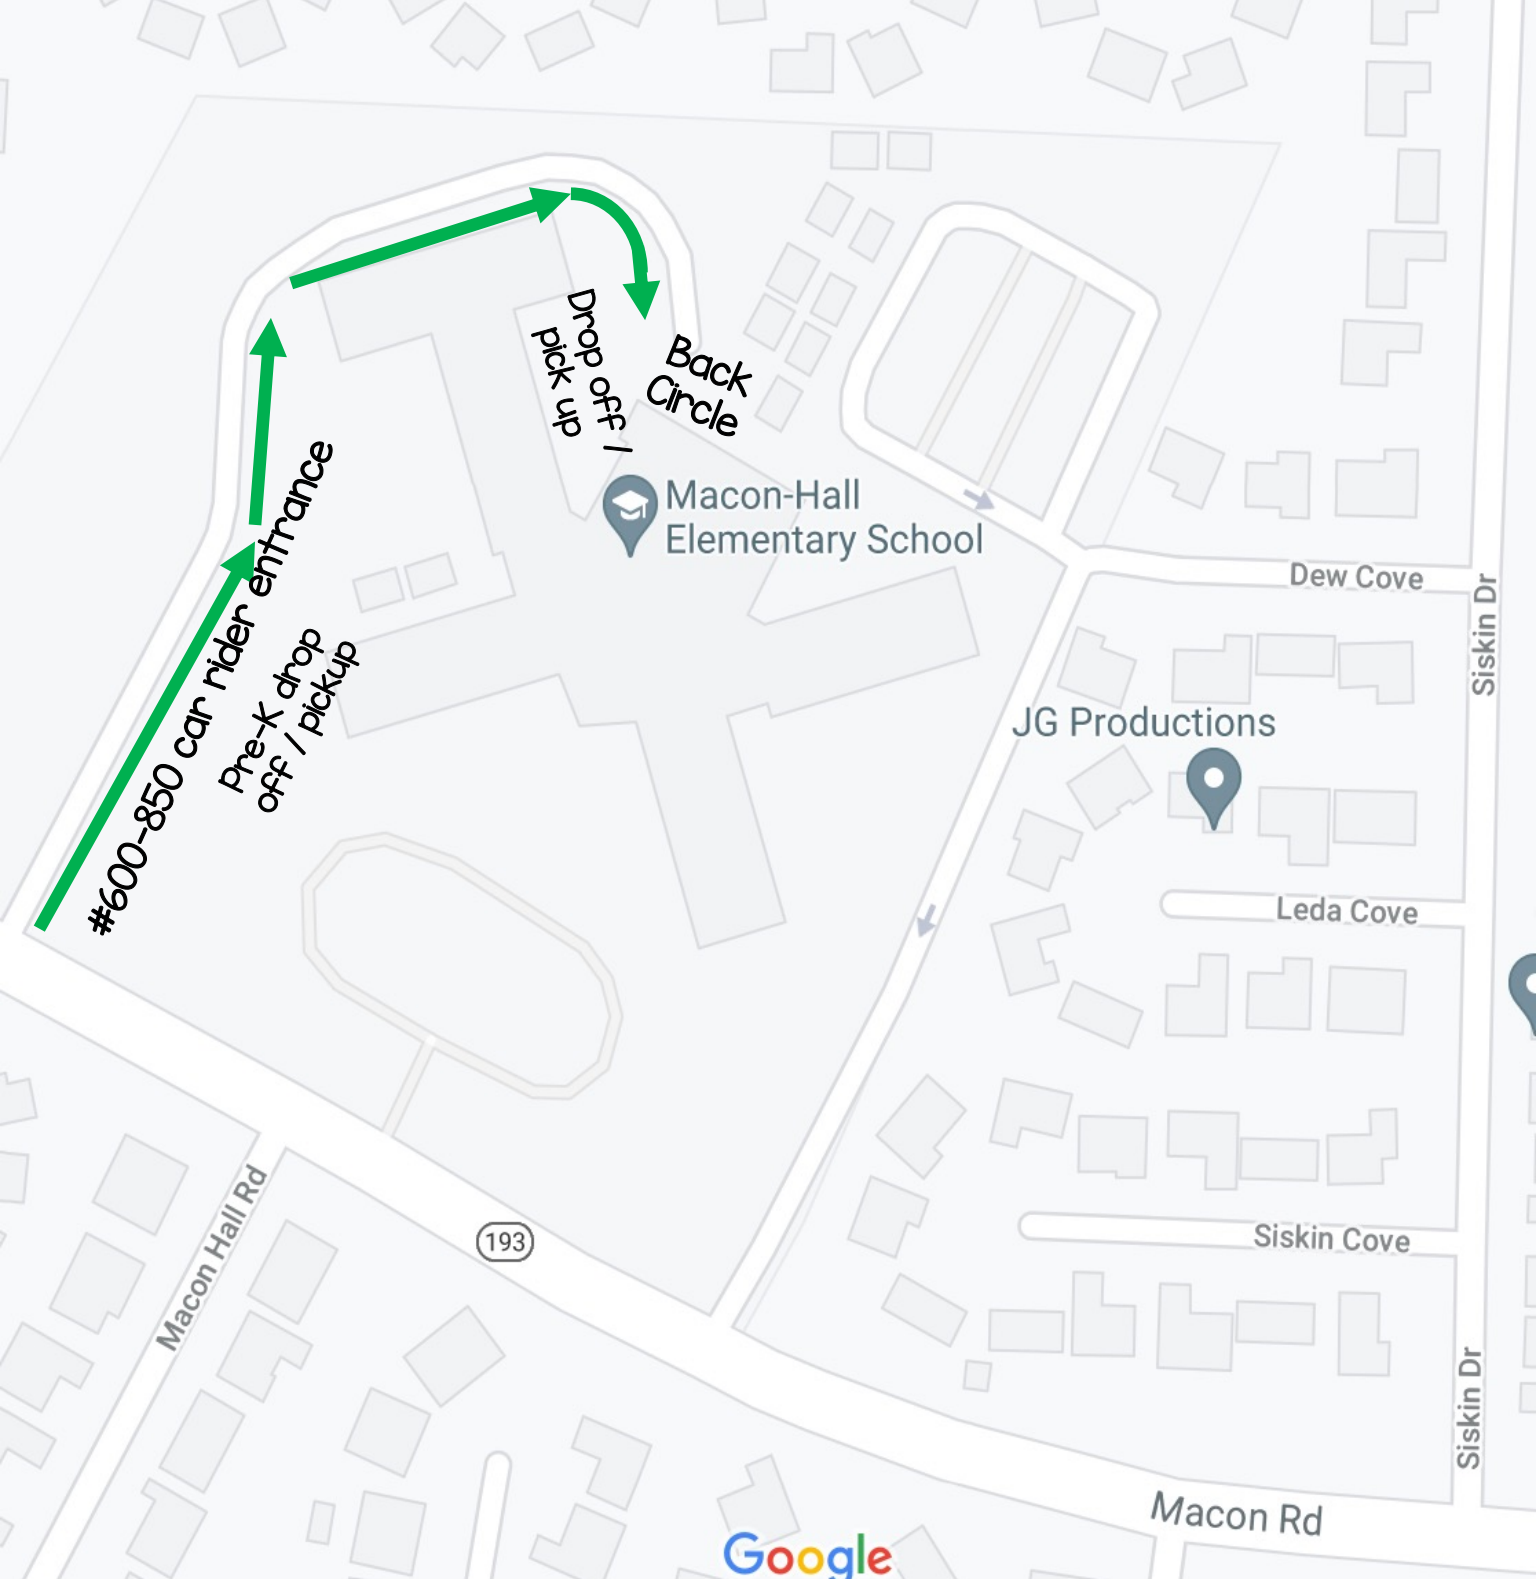 Drop off /
pick up
Back
Circle
#600-850 car rider entrance
Pre-K drop
off / pickup
Macon-Hall
Elementary School
Dew Cove
Siskin Dr
JG Productions
Leda Cove
Macon Hall Rd
193
Siskin Cove
Siskin Dr
Macon Rd
Google